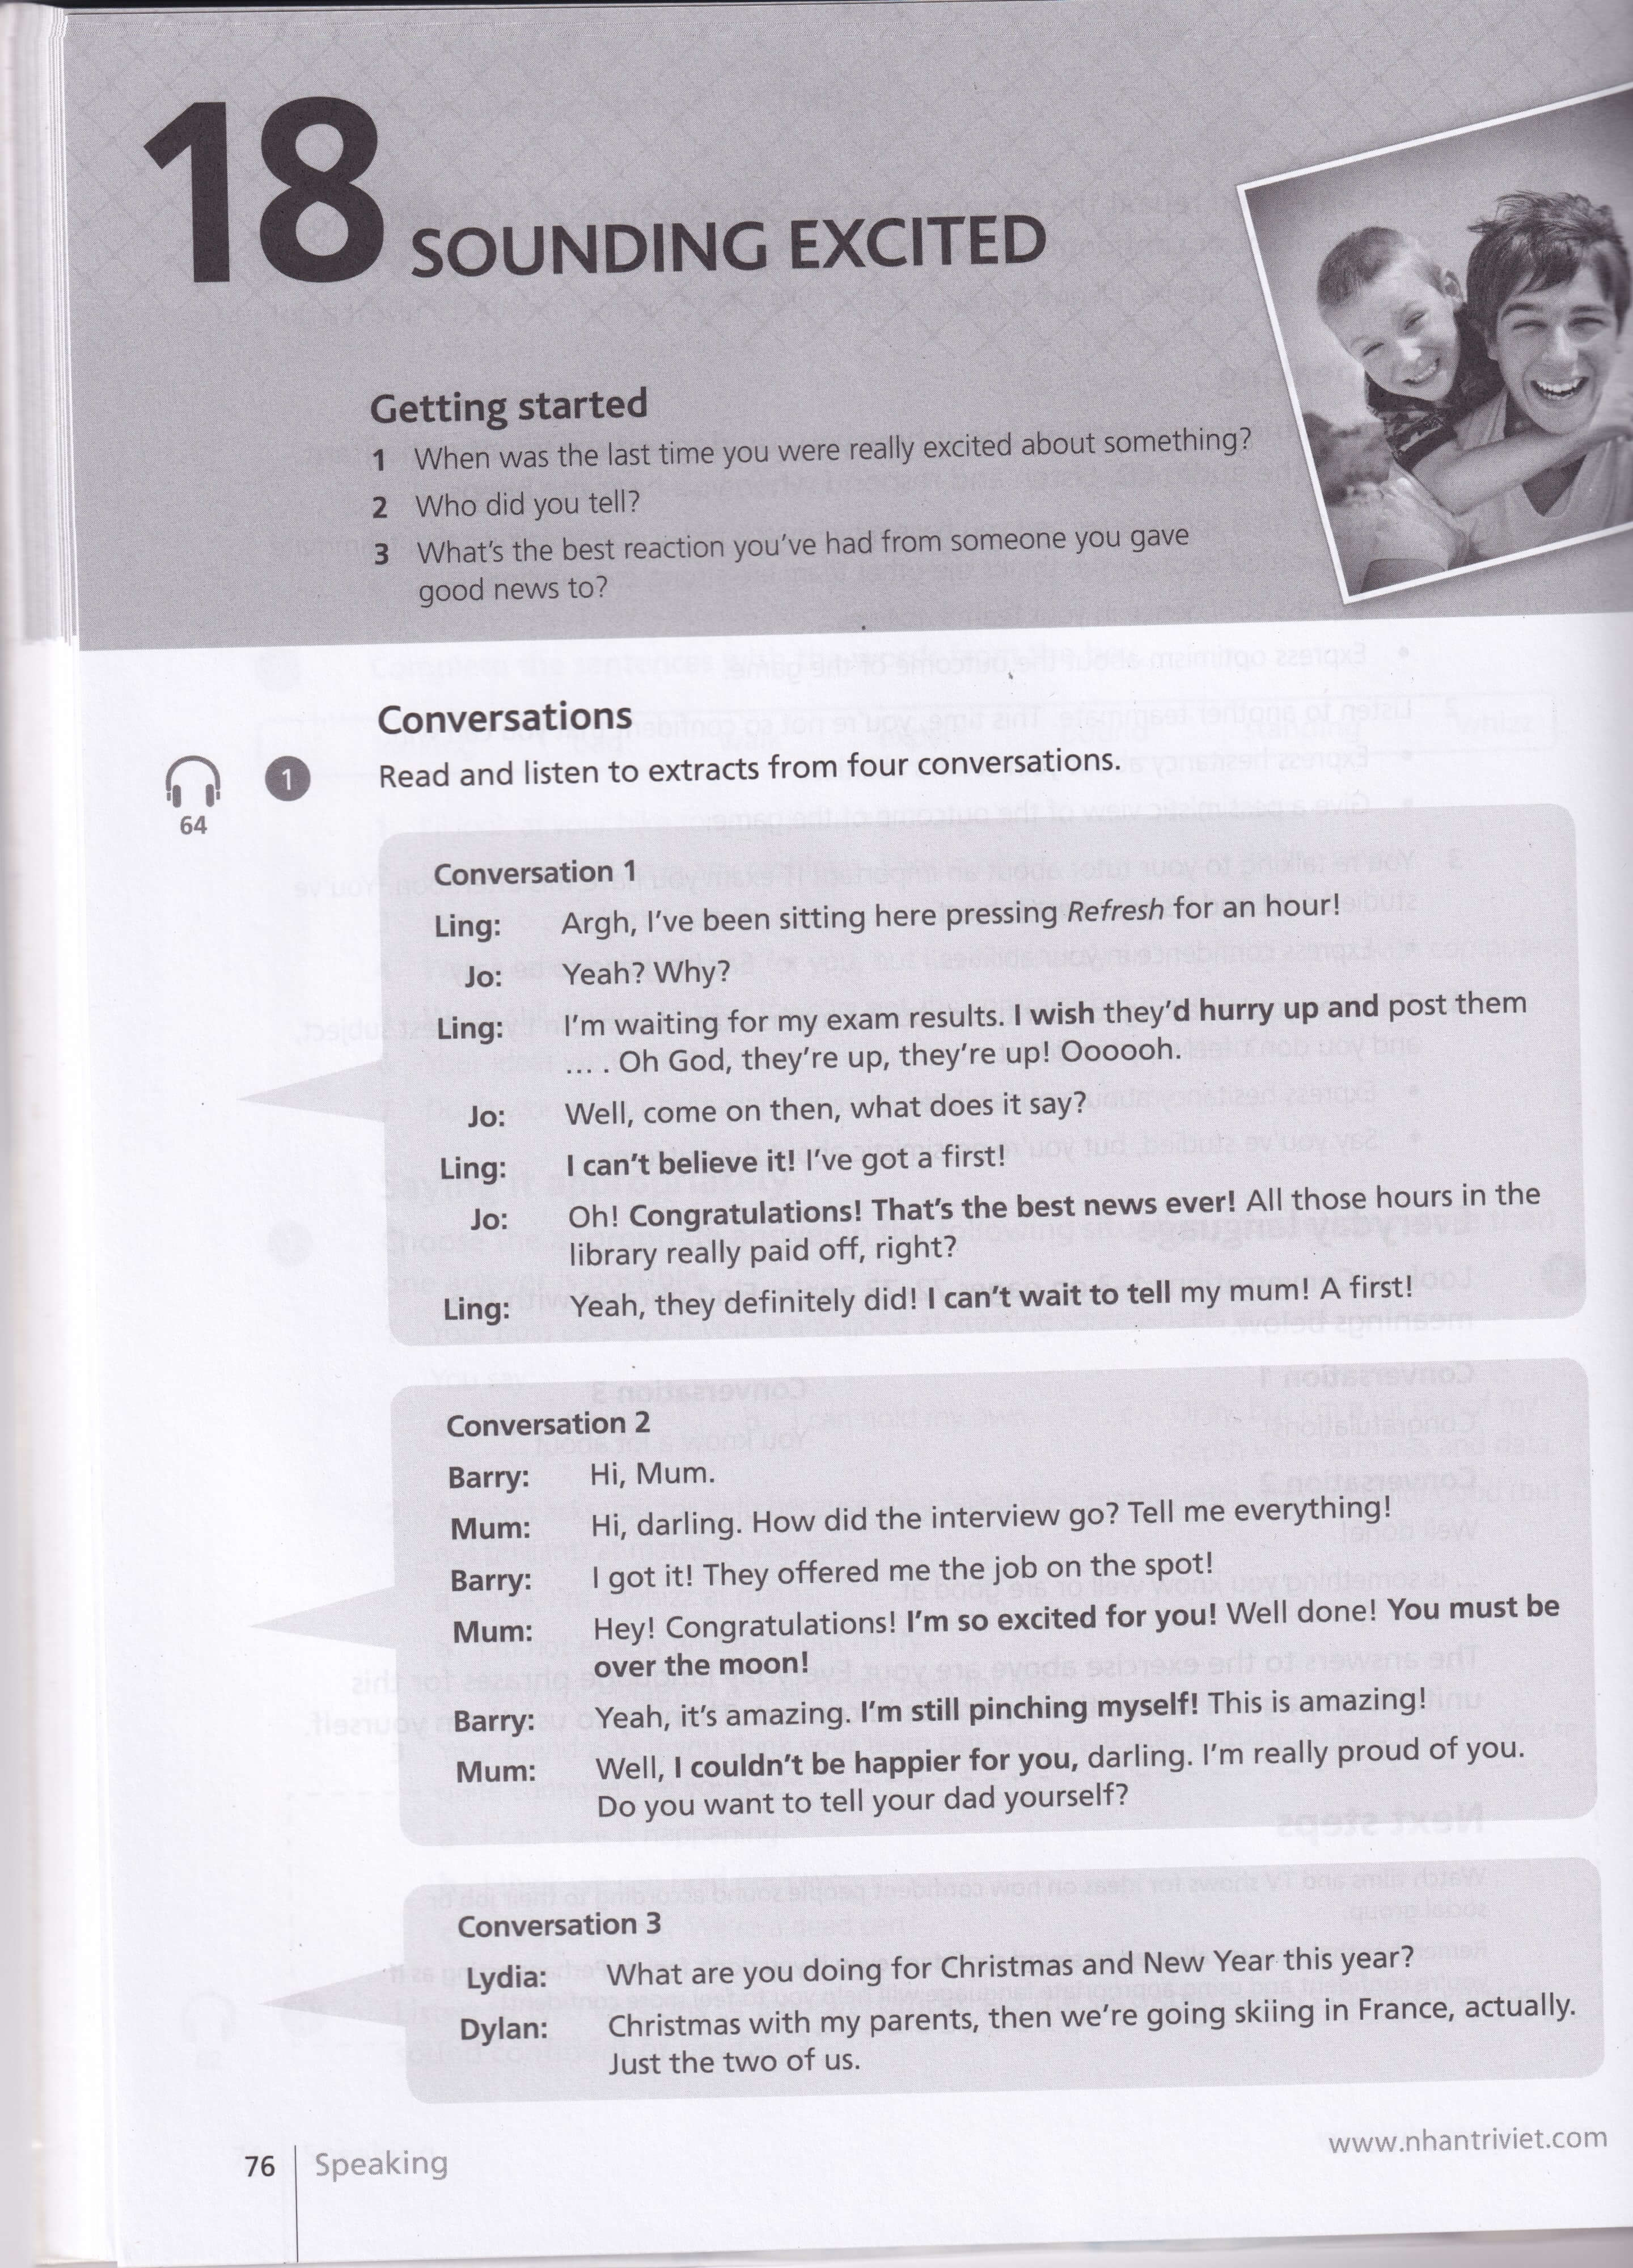 18 SOUNDING EXCITED
Getting started
1 When was the last time you were really excited about something?
2 Who did you tell?
3 What's the best reaction you've had from someone you gave
good news to?
Conversations
64
1 Read and listen to extracts from four conversations.
Conversation 1
Ling: Argh, I've been sitting here pressing Refresh for an hour!
Jo: Yeah? Why?
Ling: I'm waiting for my exam results. I wish they'd hurry up and post them
... . Oh God, they're up, they're up! Oooooh.
Jo: Well, come on then, what does it say?
Ling: I can't believe it! I've got a first!
Jo: Oh! Congratulations! That's the best news ever! All those hours in the
library really paid off, right?
Ling: Yeah, they definitely did! I can't wait to tell my mum! A first!
Conversation 2
Barry: Hi, Mum.
Mum: Hi, darling. How did the interview go? Tell me everything!
Barry: I got it! They offered me the job on the spot!
Mum: Hey! Congratulations! I'm so excited for you! Well done! You must be
over the moon!
Barry: Yeah, it's amazing. I'm still pinching myself! This is amazing!
Mum: Well, I couldn't be happier for you, darling. I'm really proud of you.
Do you want to tell your dad yourself?
Conversation 3
Lydia: What are you doing for Christmas and New Year this year?
Dylan: Christmas with my parents, then we're going skiing in France, actually.
Just the two of us.
76 Speaking
www.nhantriviet.com